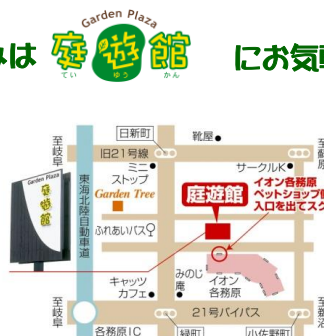 Garden Plaza
みは 庭遊館 にお気軽
てい ゆう かん
至岐阜
日新町
靴屋
旧21号線
ミニストップ
サークルK
Garden Plaza
庭遊館
東海北陸自動車道
Garden Tree
庭遊館
イオン各務原
ペットショップ側
入口を出てスグ
ふれあいバス
キャッツカフェ
みのじ庵
イオン各務原
至岐阜
21号バイパス
各務原IC
緑町
小佐野町